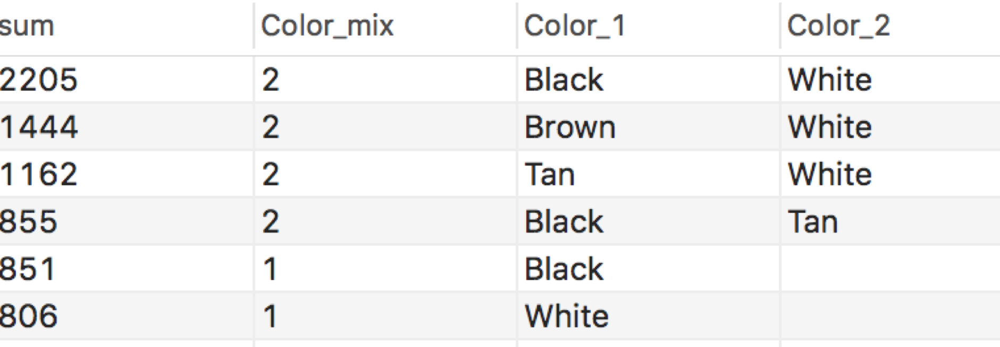 sum Color_mix Color_1 Color_2
2205 2 Black White
1444 2 Brown White
1162 2 Tan White
855 2 Black Tan
851 1 Black
806 1 White